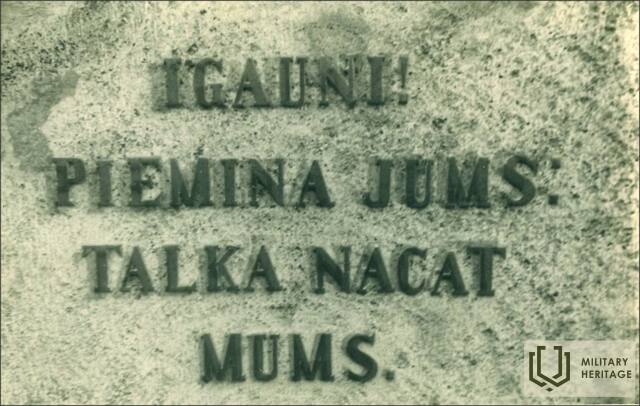 IGAUNI!
PIEMINA JUMS:
TALKA NACAT
MUMS.
MILITARY
HERITAGE